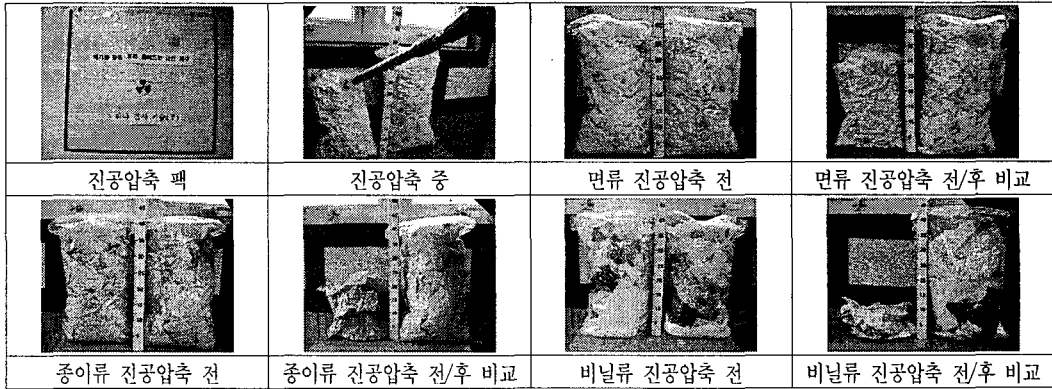 진공압축 팩
진공압축 중
면류 진공압축 전
면류 진공압축 전/후 비교
종이류 진공압축 전
종이류 진공압축 전/후 비교
비닐류 진공압축 전
비닐류 진공압축 전/후 비교